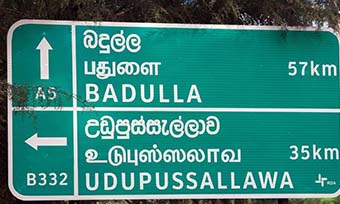 බදුල්ල
பதுளை 57km
A5 BADULLA
උඩුපුස්සැල්ලාව
உடுபுஸ்ஸலாவ 35km
B332 UDUPUSSALLAWA RDA